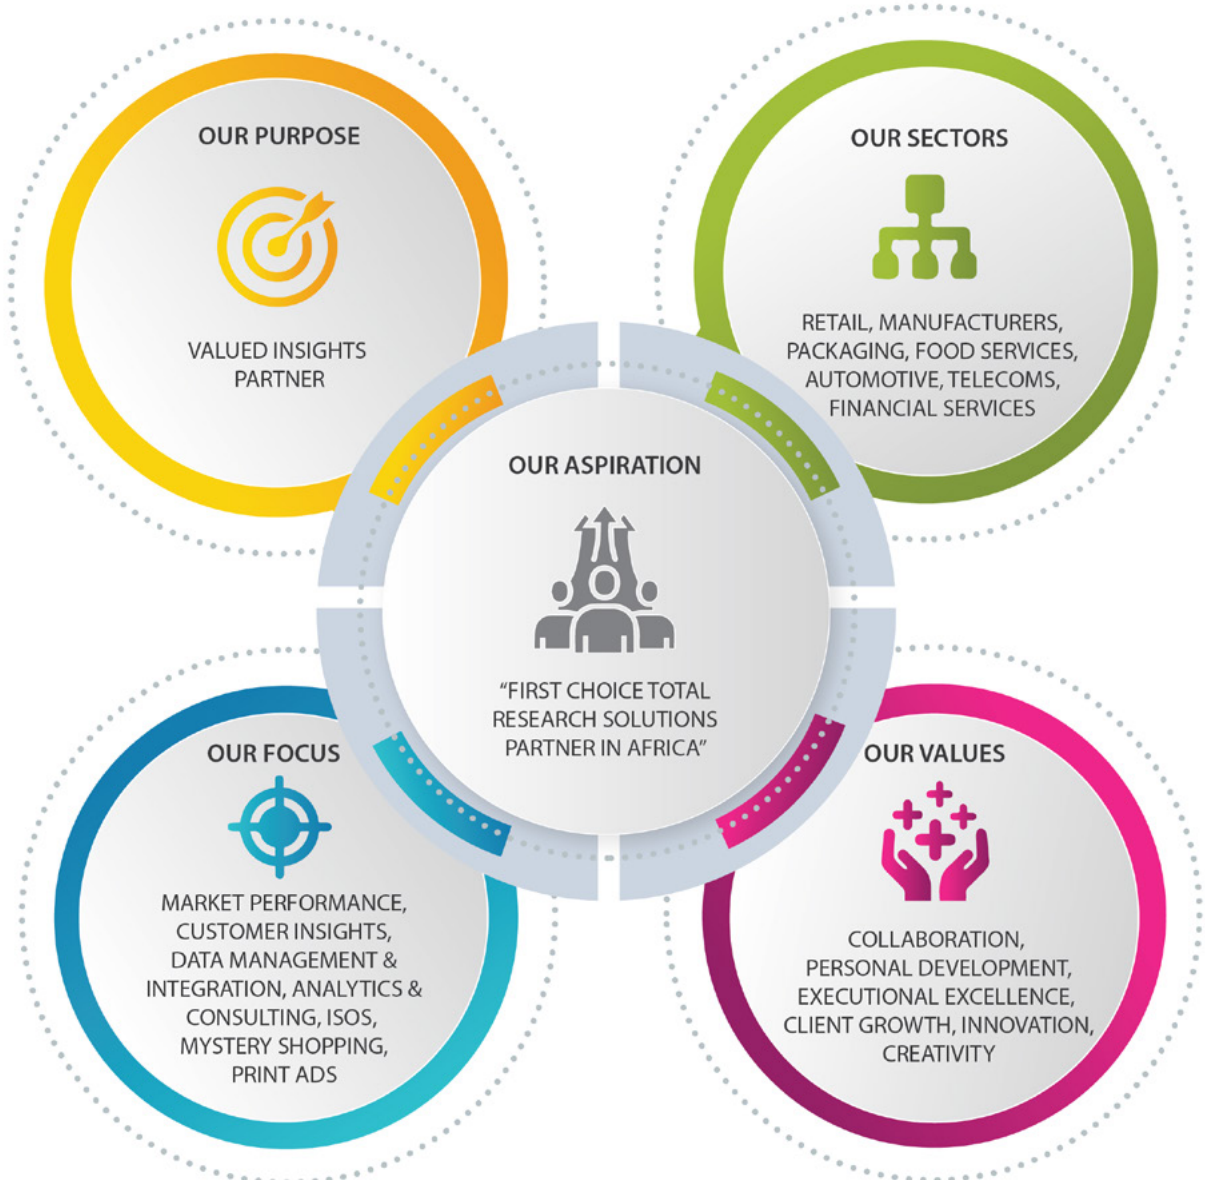 OUR PURPOSE
VALUED INSIGHTS
PARTNER
OUR SECTORS
RETAIL, MANUFACTURERS,
PACKAGING, FOOD SERVICES,
AUTOMOTIVE, TELECOMS,
FINANCIAL SERVICES
OUR ASPIRATION
“FIRST CHOICE TOTAL
RESEARCH SOLUTIONS
PARTNER IN AFRICA”
OUR FOCUS
MARKET PERFORMANCE,
CUSTOMER INSIGHTS,
DATA MANAGEMENT &
INTEGRATION, ANALYTICS &
CONSULTING, ISOS,
MYSTERY SHOPPING,
PRINT ADS
OUR VALUES
COLLABORATION,
PERSONAL DEVELOPMENT,
EXECUTIONAL EXCELLENCE,
CLIENT GROWTH, INNOVATION,
CREATIVITY